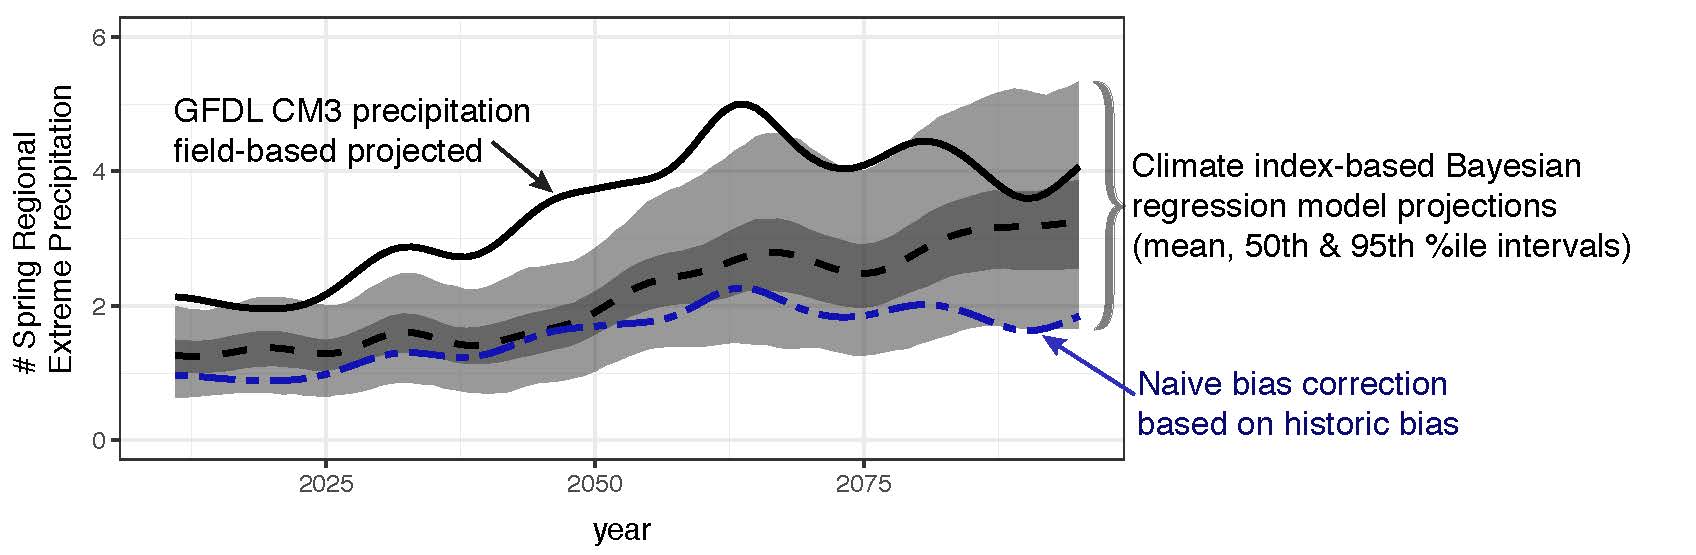 6
4
2
0
# Spring Regional
Extreme Precipitation
GFDL CM3 precipitation
field-based projected
Climate index-based Bayesian
regression model projections
(mean, 50th & 95th %ile intervals)
Naive bias correction
based on historic bias
2025
2050
2075
year